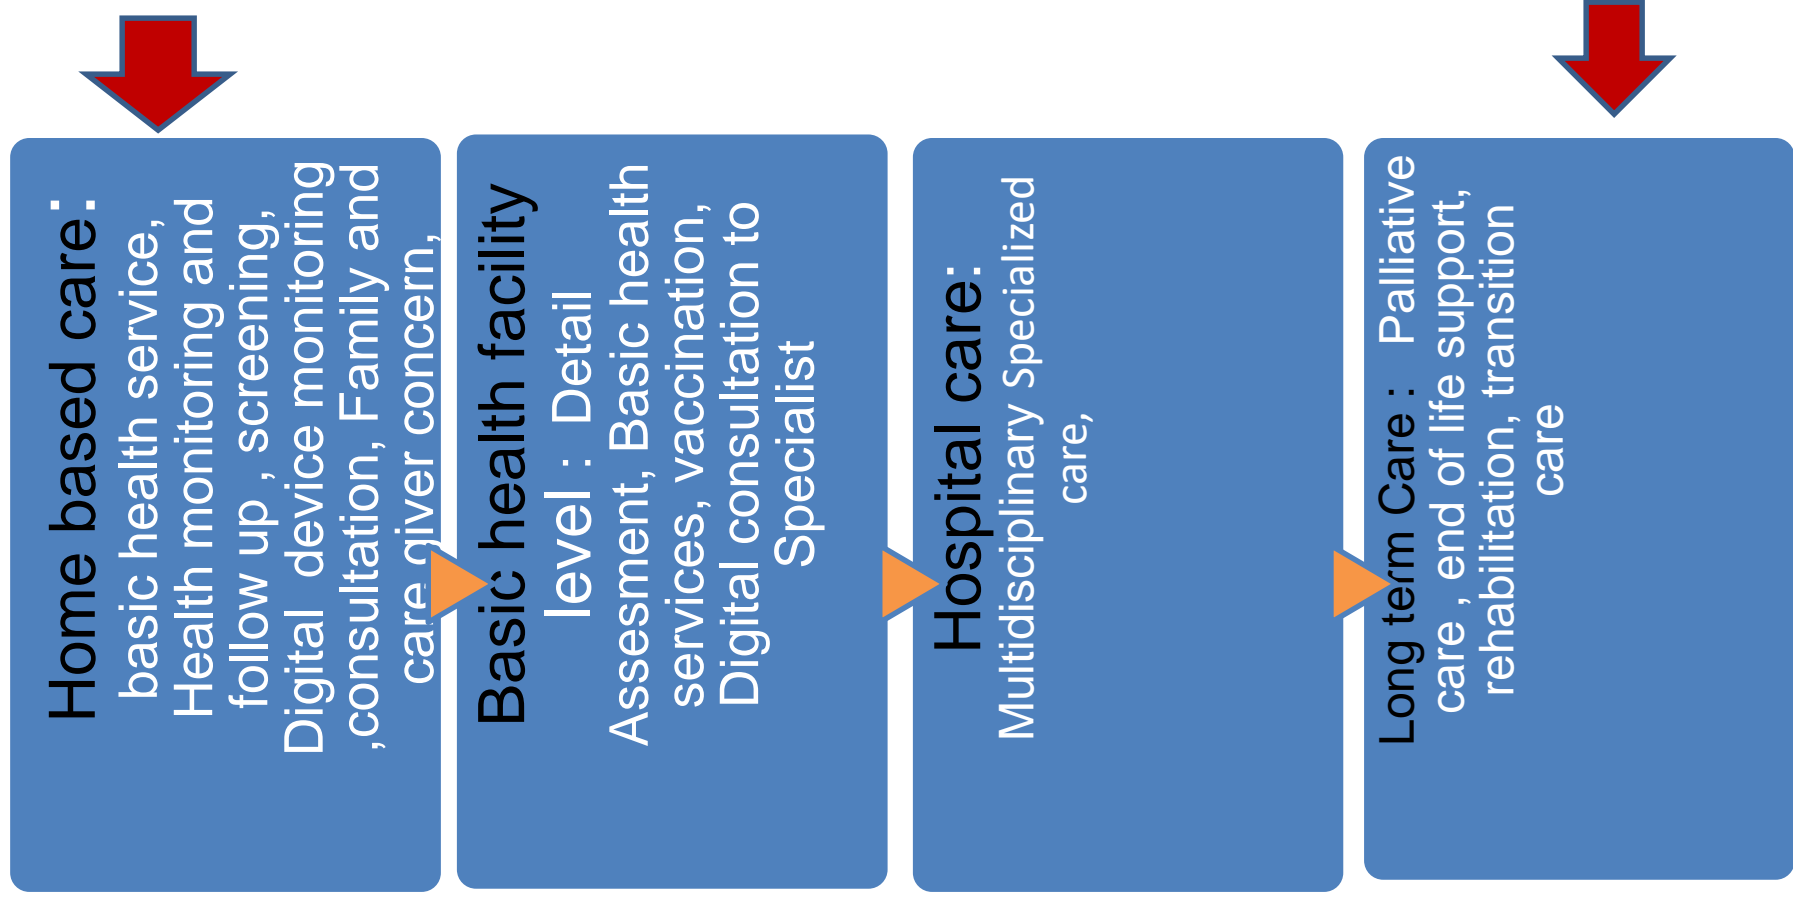 Home based care:
basic health service,
Health monitoring and
follow up , screening,
Digital device monitoring
,consultation, Family and
care giver concern,
Basic health facility
level : Detail
Assesment, Basic health
services, vaccination,
Digital consultation to
Specialist
Hospital care:
Multidisciplinary Specialized
care,
Long term Care : Palliative
care , end of life support,
rehabilitation, transition
care